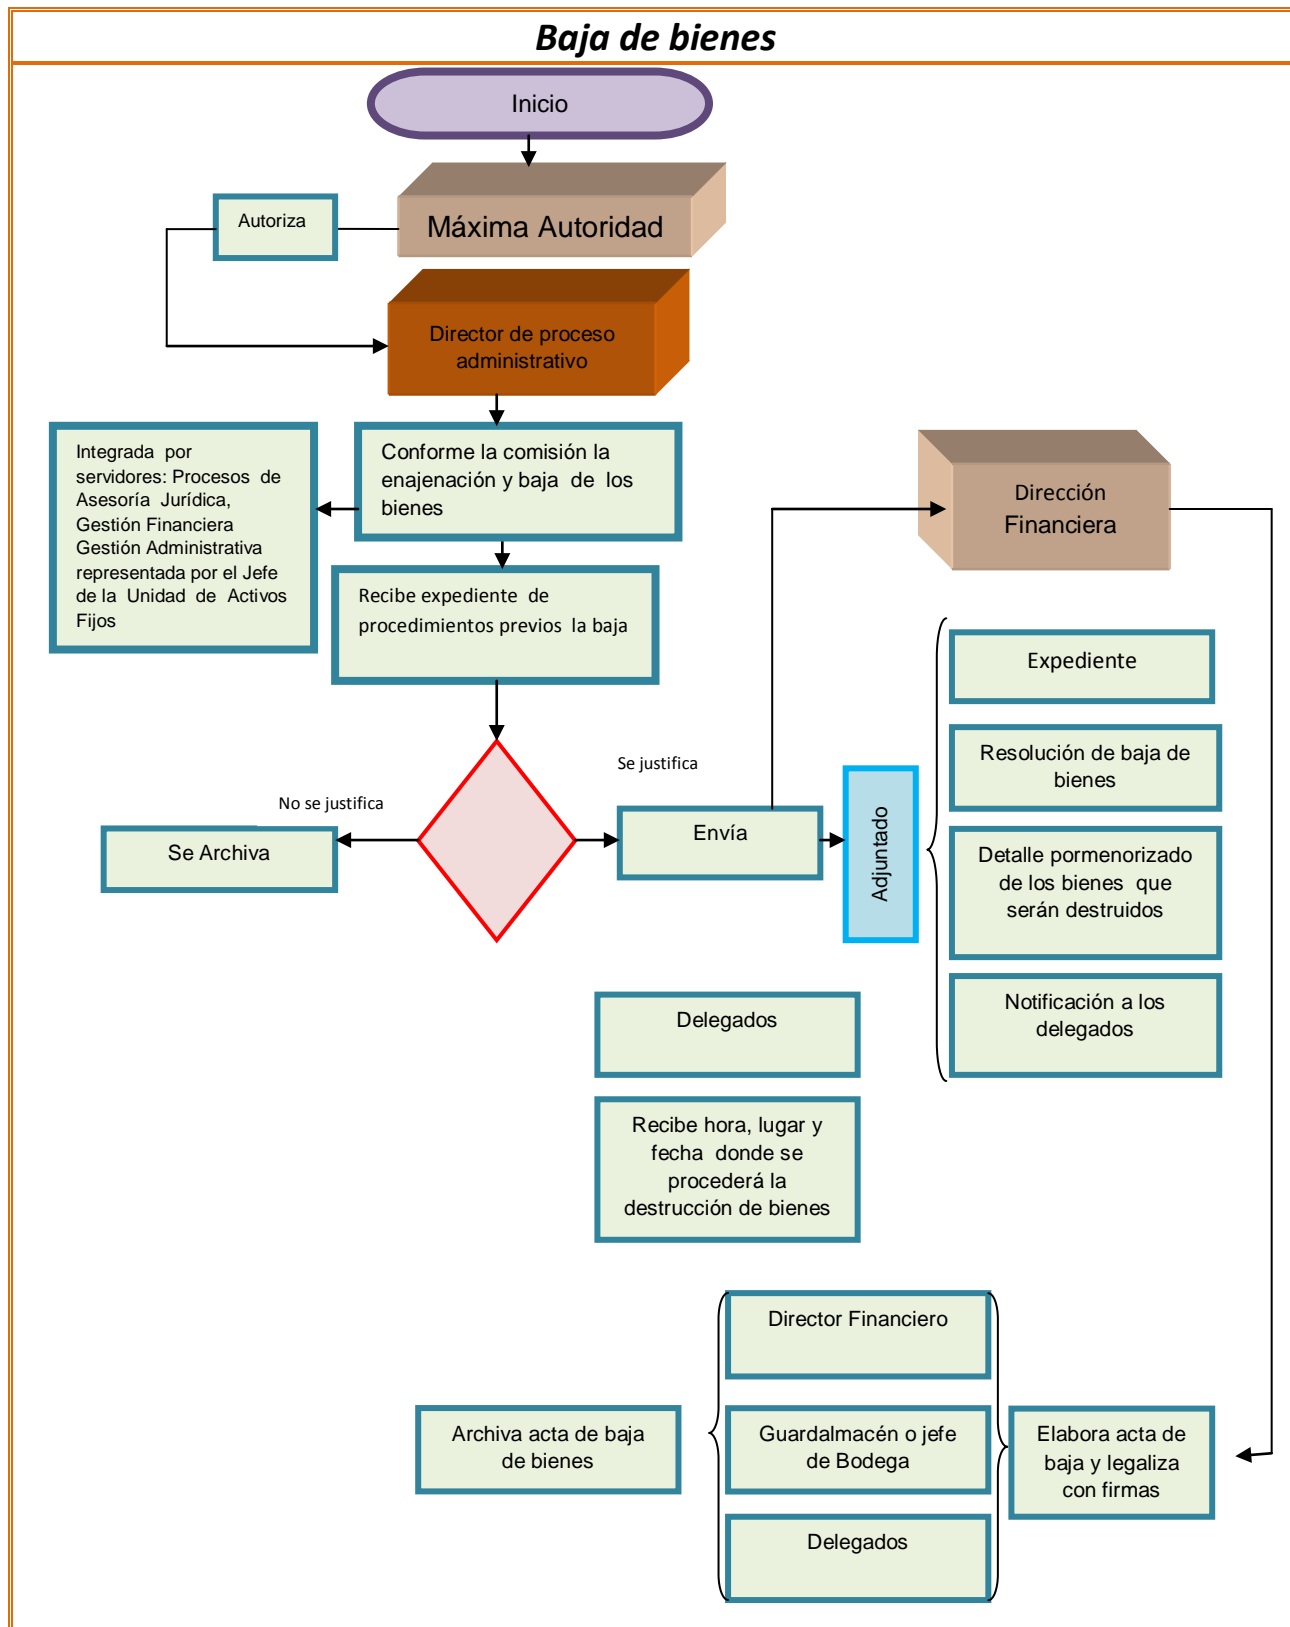 Baja de bienes
Inicio
Máxima Autoridad
Autoriza
Director de proceso
administrativo
Conforme la comisión la
enajenación y baja de los
bienes
Integrada por
servidores: Procesos de
Asesoría Jurídica,
Gestión Financiera
Gestión Administrativa
representada por el Jefe
de la Unidad de Activos
Fijos
Recibe expediente de
procedimientos previos la baja
No se justifica
Se Archiva
Se justifica
Envía
Dirección
Financiera
Adjuntado
Expediente
Resolución de baja de
bienes
Detalle pormenorizado
de los bienes que
serán destruidos
Notificación a los
delegados
Delegados
Recibe hora, lugar y
fecha donde se
procederá la
destrucción de bienes
Elabora acta de
baja y legaliza
con firmas
Director Financiero
Guardalmacén o jefe
de Bodega
Delegados
Archiva acta de baja
de bienes